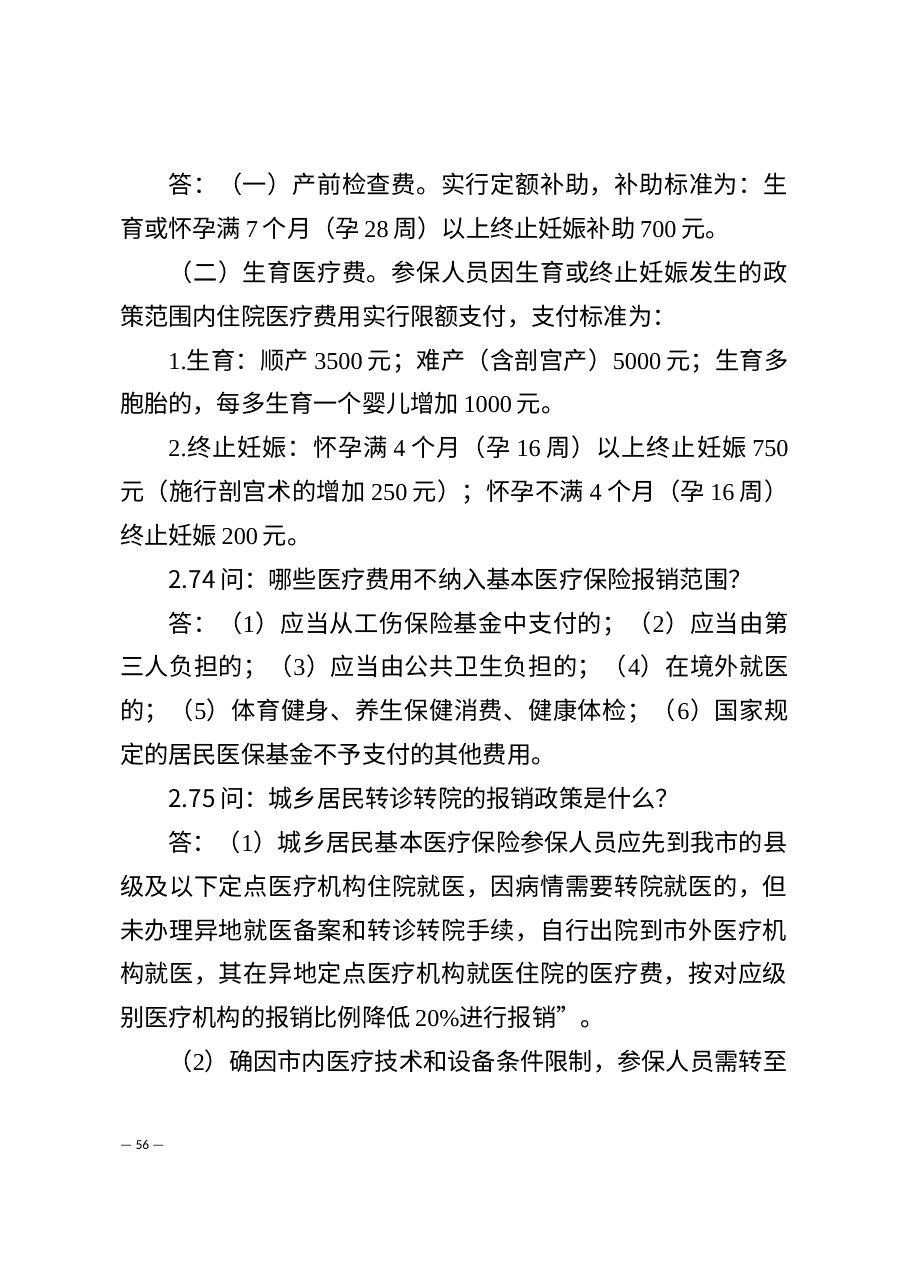 答：（一）产前检查费。实行定额补助，补助标准为：生
育或怀孕满 7 个月（孕 28 周）以上终止妊娠补助 700 元。
（二）生育医疗费。参保人员因生育或终止妊娠发生的政
策范围内住院医疗费用实行限额支付，支付标准为：
1.生育：顺产 3500 元；难产（含剖宫产）5000 元；生育多
胞胎的，每多生育一个婴儿增加 1000 元。
2.终止妊娠：怀孕满 4 个月（孕 16 周）以上终止妊娠 750
元（施行剖宫术的增加 250 元）；怀孕不满 4 个月（孕 16 周）
终止妊娠 200 元。
2.74 问：哪些医疗费用不纳入基本医疗保险报销范围？
答：（1）应当从工伤保险基金中支付的；（2）应当由第
三人负担的；（3）应当由公共卫生负担的；（4）在境外就医
的；（5）体育健身、养生保健消费、健康体检；（6）国家规
定的居民医保基金不予支付的其他费用。
2.75 问：城乡居民转诊转院的报销政策是什么？
答：（1）城乡居民基本医疗保险参保人员应先到我市的县
级及以下定点医疗机构住院就医，因病情需要转院就医的，但
未办理异地就医备案和转诊转院手续，自行出院到市外医疗机
构就医，其在异地定点医疗机构就医住院的医疗费，按对应级
别医疗机构的报销比例降低 20%进行报销”。
（2）确因市内医疗技术和设备条件限制，参保人员需转至
— 56 —